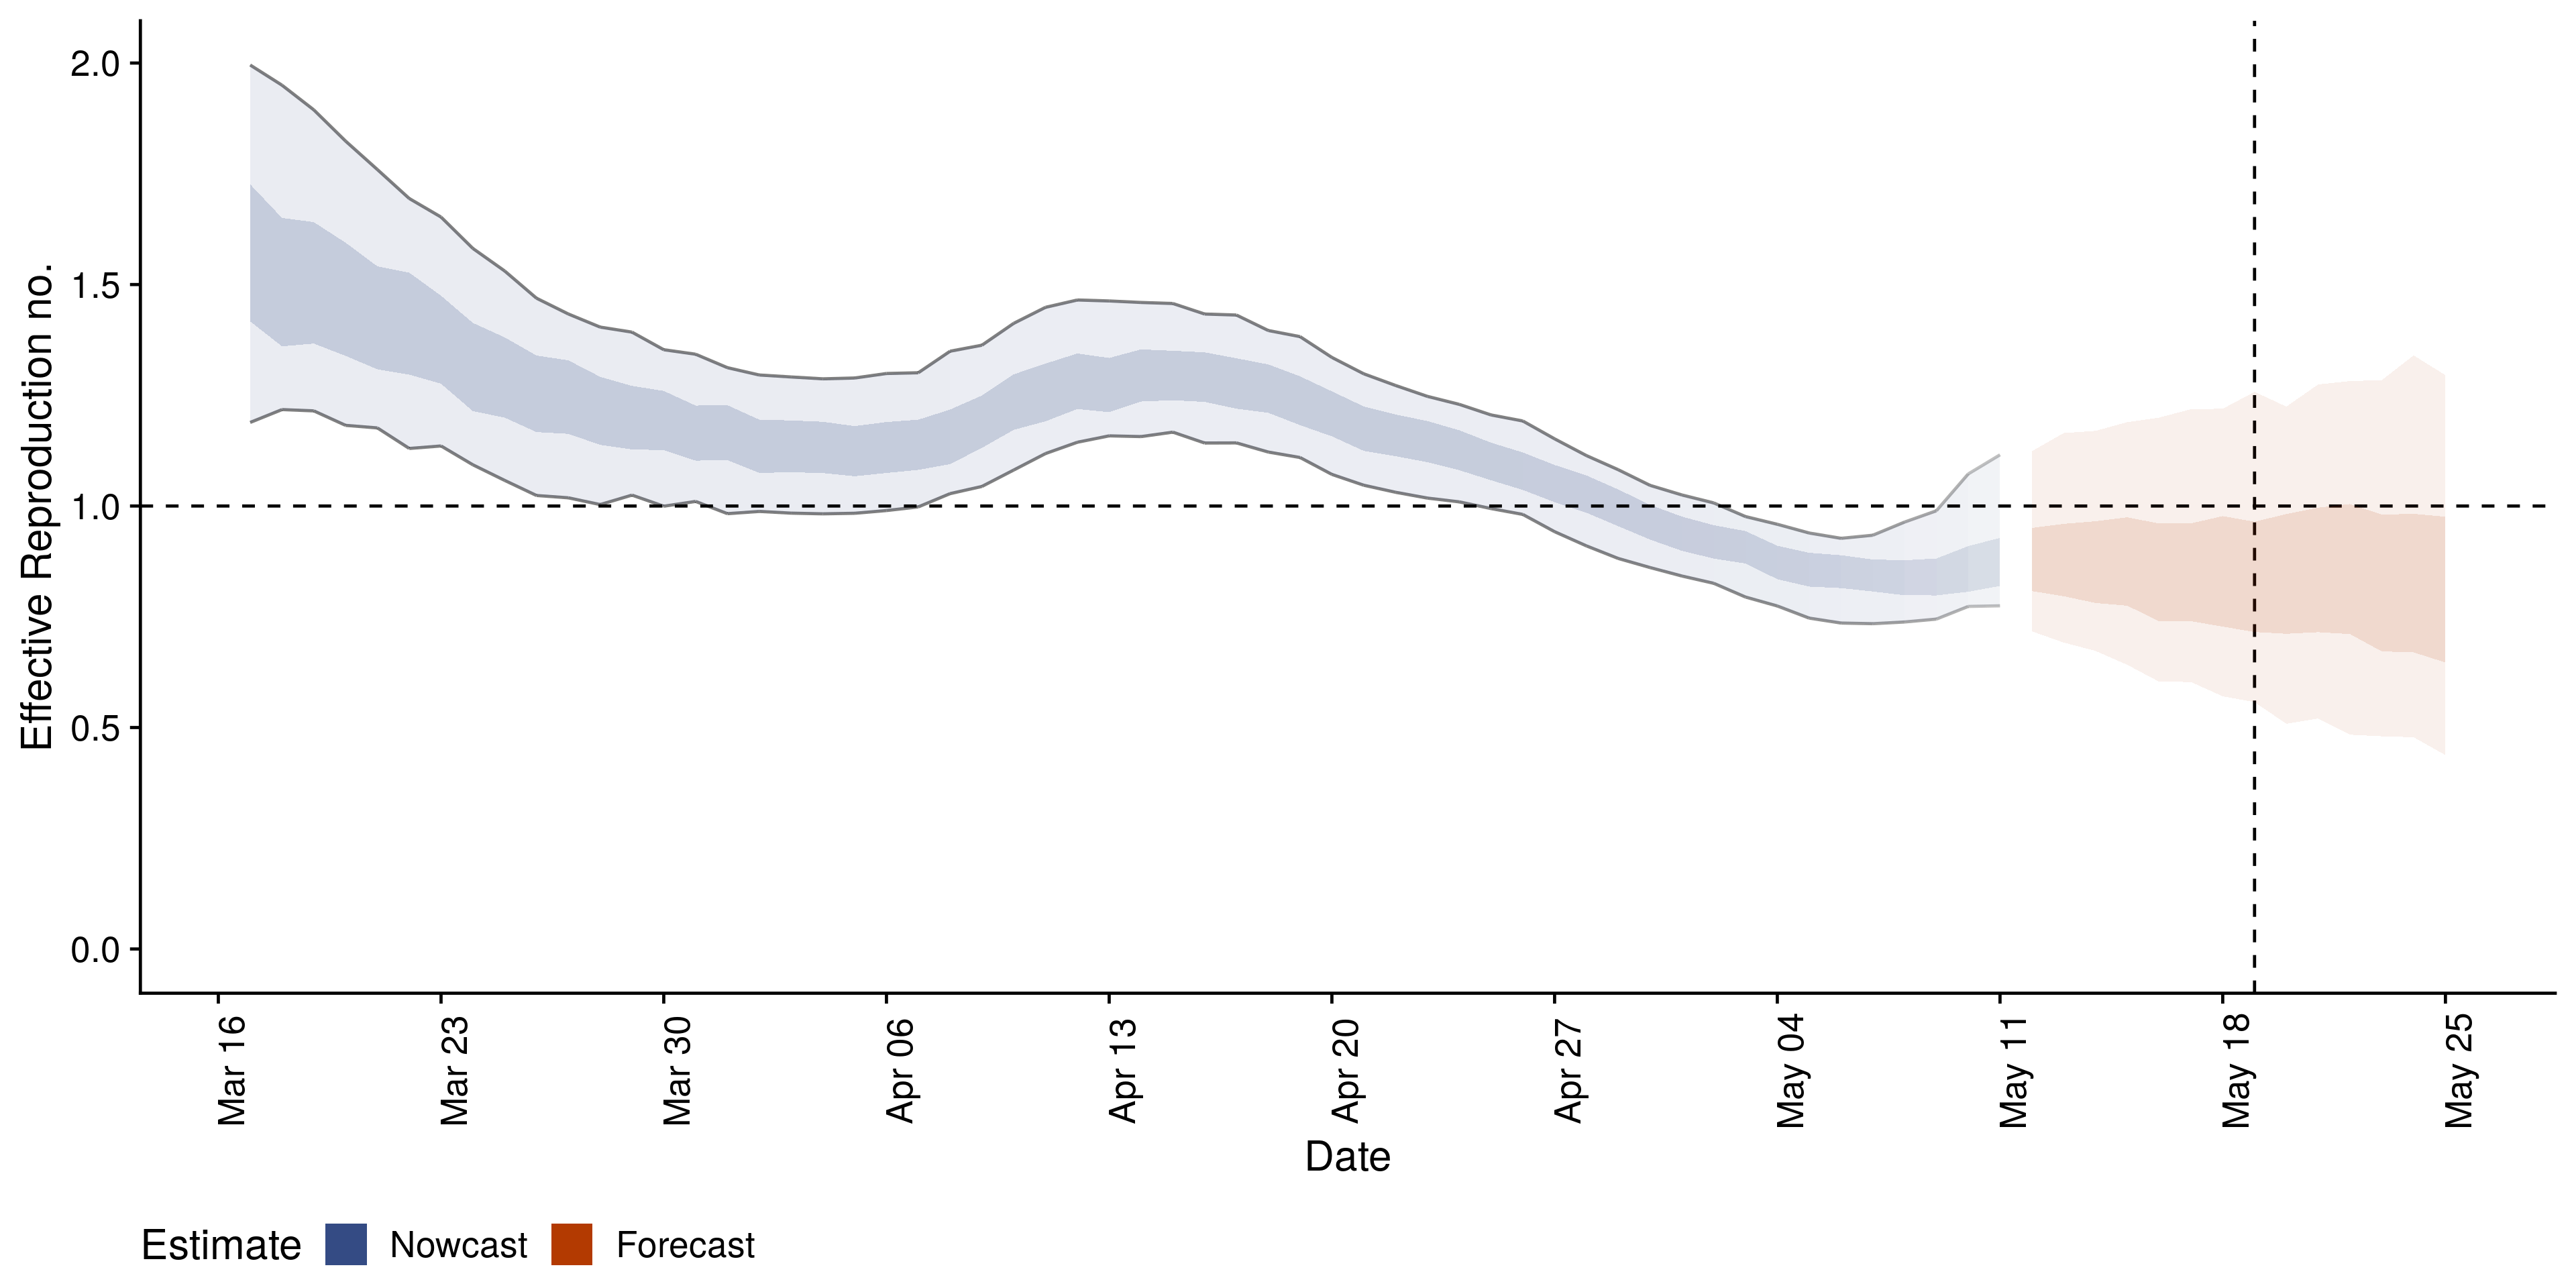 Effective Reproduction no.
2.0
1.5
1.0
0.5
0.0
Mar 16
Mar 23
Mar 30
Apr 06
Apr 13
Apr 20
Apr 27
May 04
May 11
May 18
May 25
Date
Estimate Nowcast Forecast